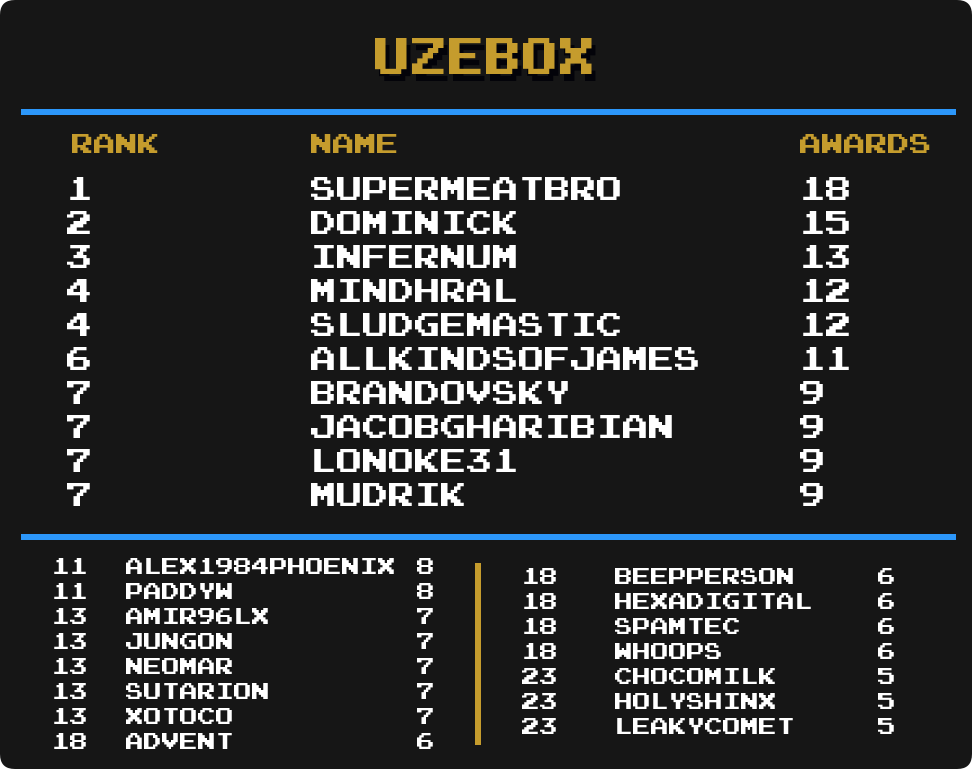 UZEBOX
RANK NAME AWARDS
1 SUPERMEATBRO 18
2 DOMINICK 15
3 INFERNUM 13
4 MINDHRAL 12
4 SLUDGEMASTIC 12
6 ALLKINDSOFJAMES 11
7 BRANDOVSKY 9
7 JACOBGHARIBIAN 9
7 LONOKE31 9
7 MUDRIK 9
11 ALEX1984PHOENIX 8
11 PADDYW 8
13 AMIR96LX 7
13 JUNGON 7
13 NEOMAR 7
13 SUTARION 7
13 XOTOCO 7
18 ADVENT 6
18 BEEPPERSON 6
18 HEXADIGITAL 6
18 SPAMTEC 6
18 WHOOPS 6
23 CHOCOMILK 5
23 HOLYSHINX 5
23 LEAKYCOMET 5